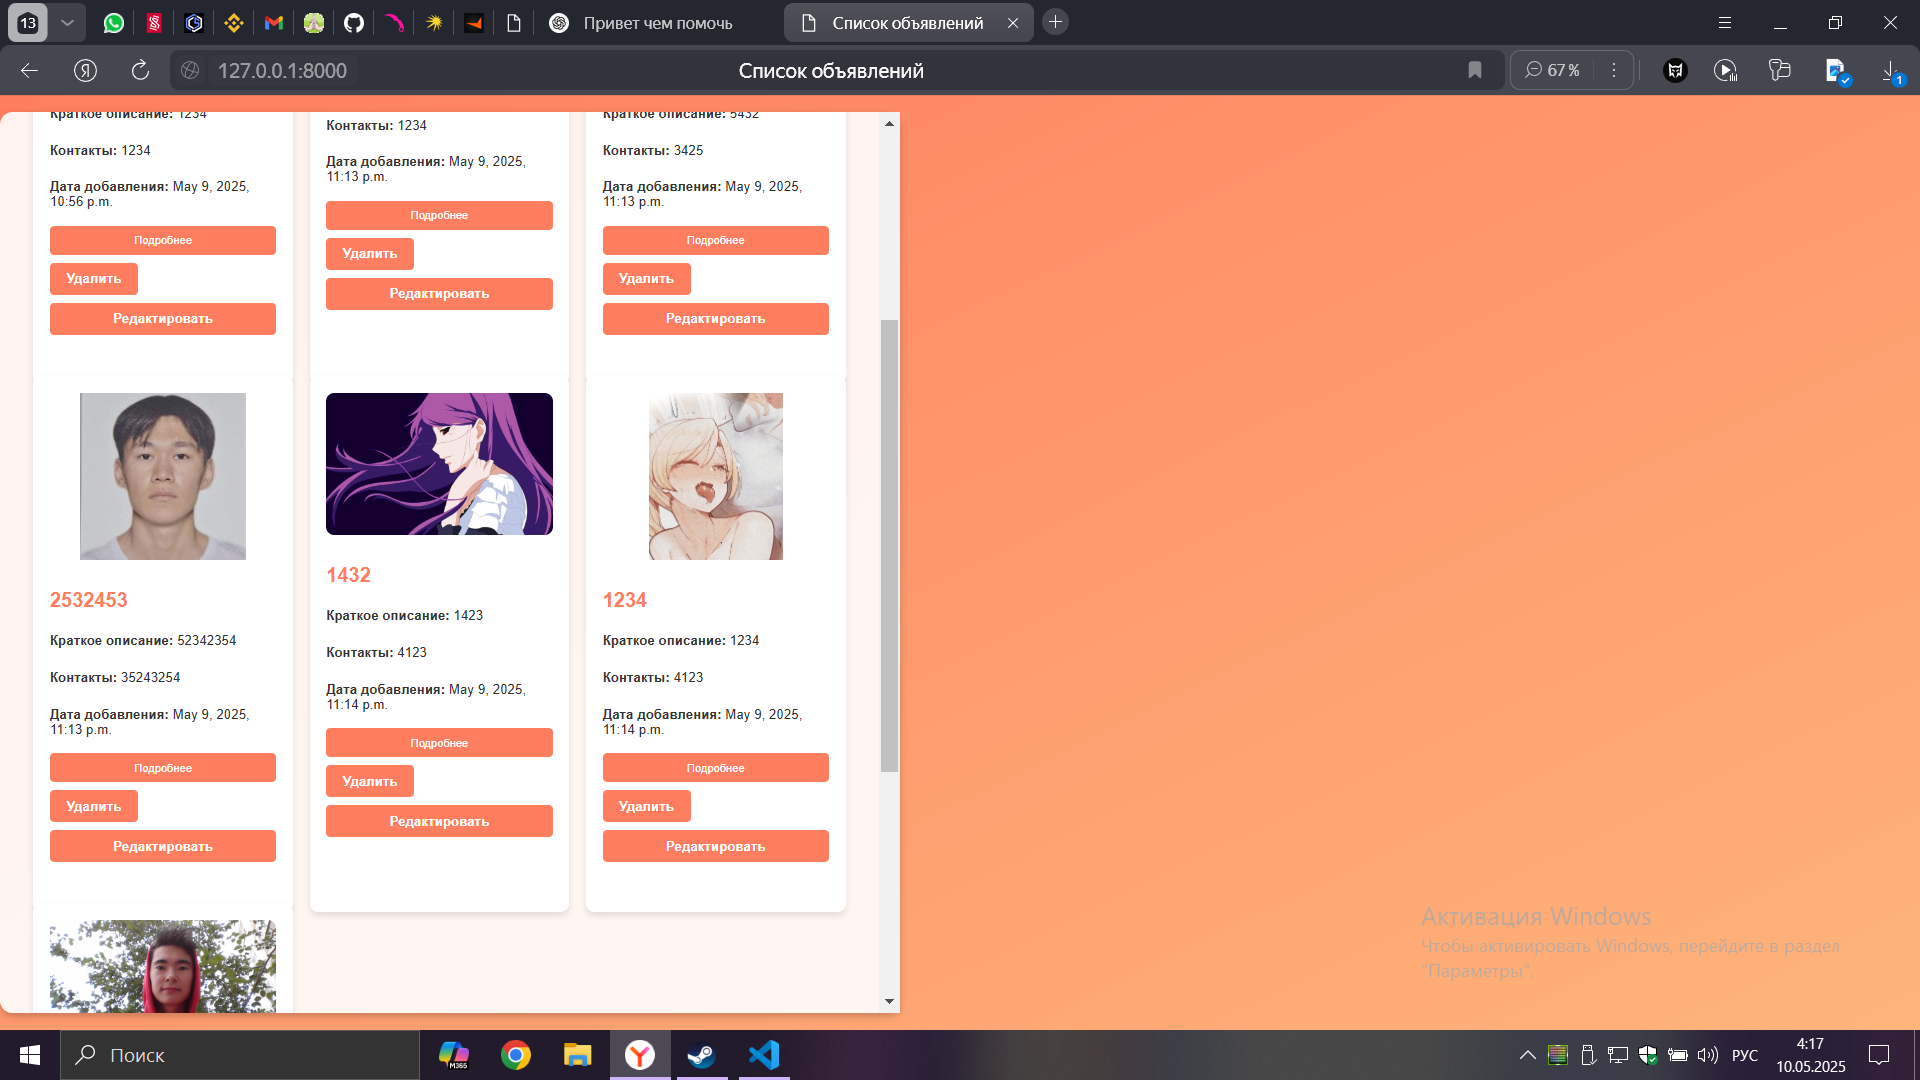 13
Привет чем помочь
Список объявлений
127.0.0.1:8000
Список объявлений
67 %
1
Краткое описание: 1234
Контакты: 1234
Дата добавления: May 9, 2025,
10:56 p.m.
Подробнее
Удалить
Редактировать
Контакты: 1234
Дата добавления: May 9, 2025,
11:13 p.m.
Подробнее
Удалить
Редактировать
Краткое описание: 5432
Контакты: 3425
Дата добавления: May 9, 2025,
11:13 p.m.
Подробнее
Удалить
Редактировать
2532453
Краткое описание: 52342354
Контакты: 35243254
Дата добавления: May 9, 2025,
11:13 p.m.
Подробнее
Удалить
Редактировать
1432
Краткое описание: 1423
Контакты: 4123
Дата добавления: May 9, 2025,
11:14 p.m.
Подробнее
Удалить
Редактировать
1234
Краткое описание: 1234
Контакты: 4123
Дата добавления: May 9, 2025,
11:14 p.m.
Подробнее
Удалить
Редактировать
Активация Windows
Чтобы активировать Windows, перейдите в раздел
"Параметры".
Поиск
M365
РУС
4:17
10.05.2025